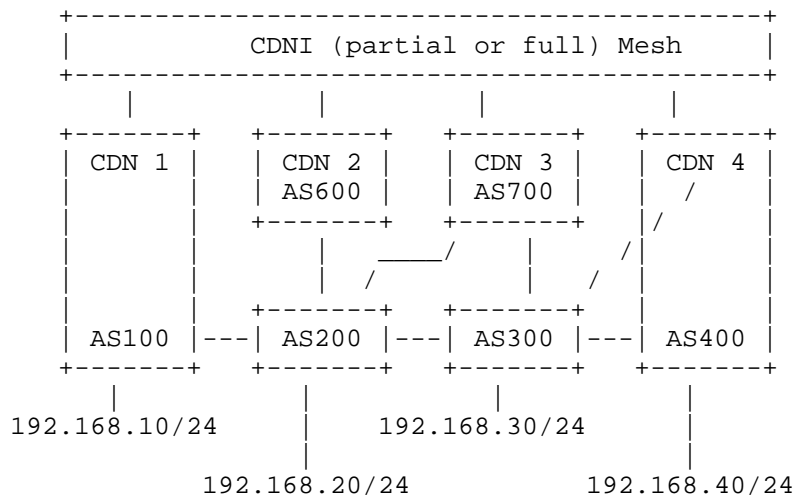 CDNI (partial or full) Mesh
CDN 1 CDN 2 CDN 3 CDN 4
AS600 AS700
AS100 AS200 AS300 AS400
192.168.10/24 192.168.30/24
192.168.20/24 192.168.40/24